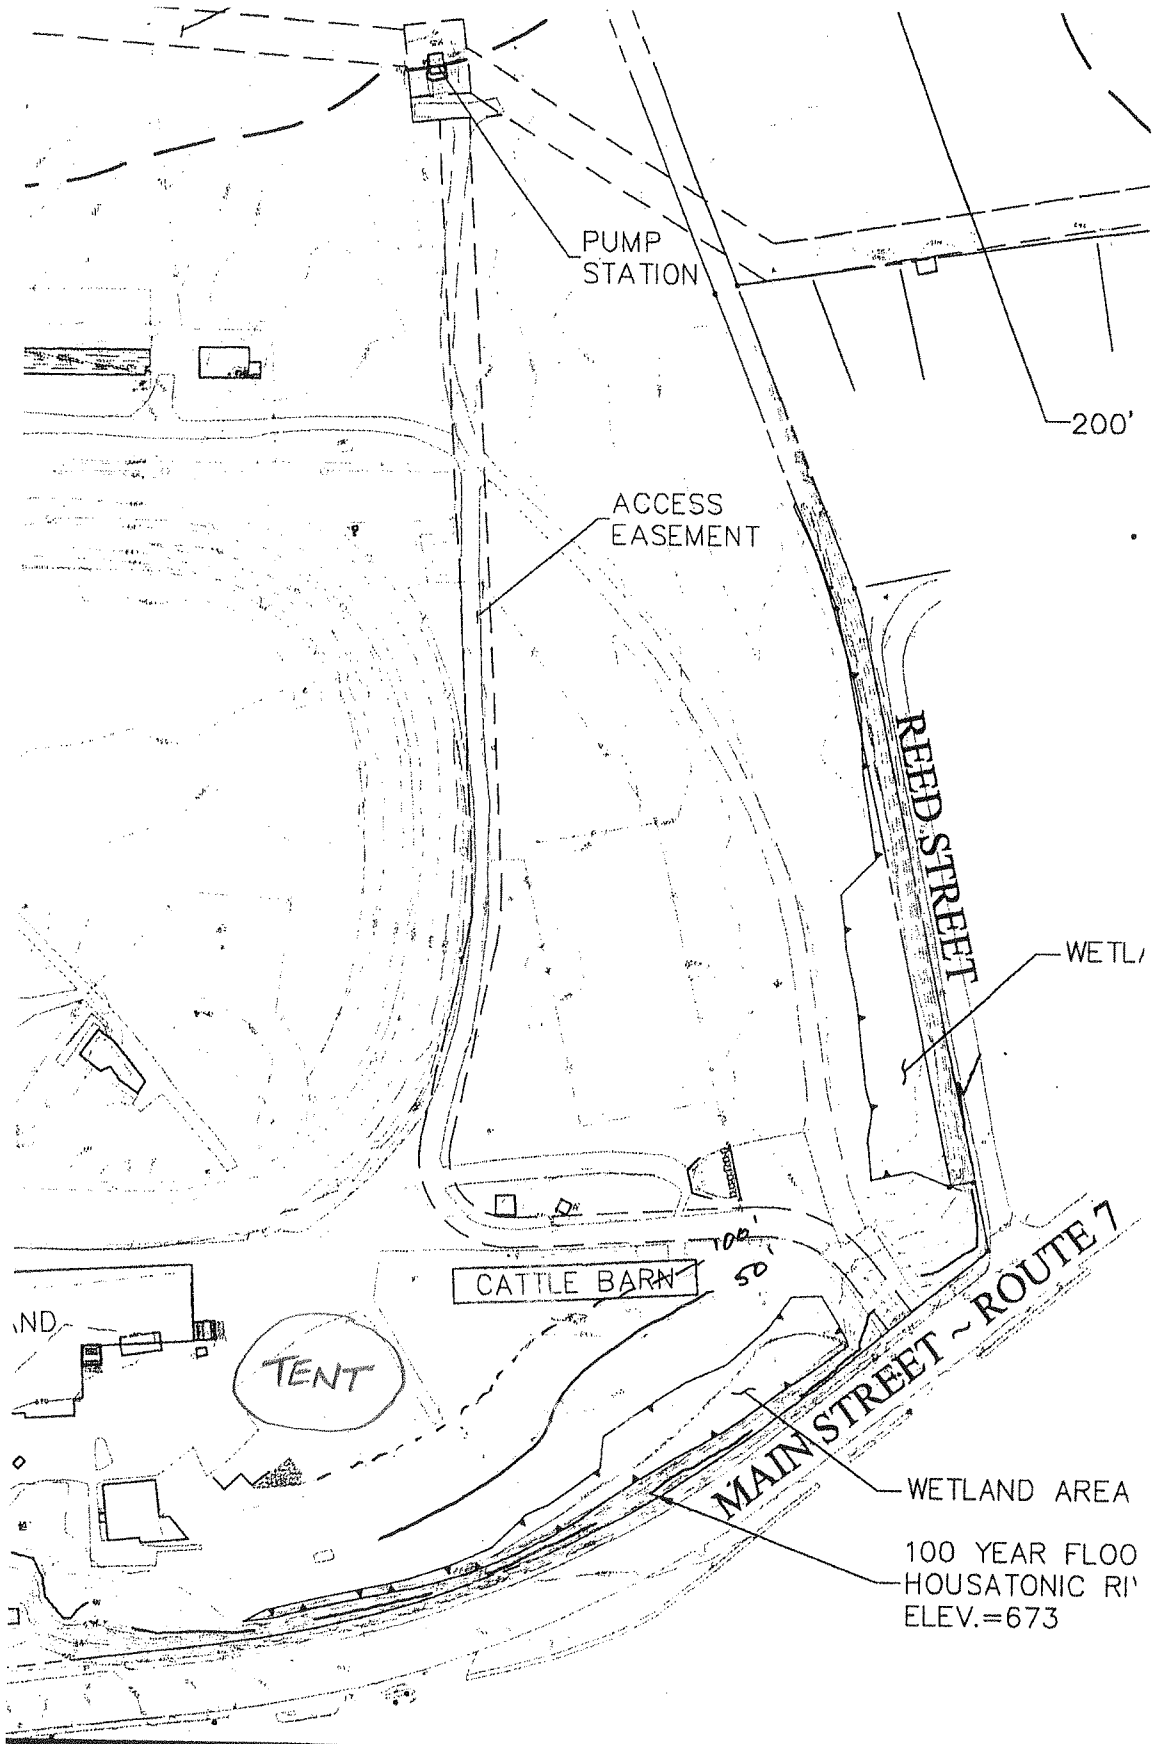 PUMP
STATION
200'
ACCESS
EASEMENT
REED STREET
WETL
100'
50'
CATTLE BARN
ND
TENT
MAIN STREET ~ ROUTE 7
WETLAND AREA
100 YEAR FLOO
HOUSATONIC RI
ELEV.=673